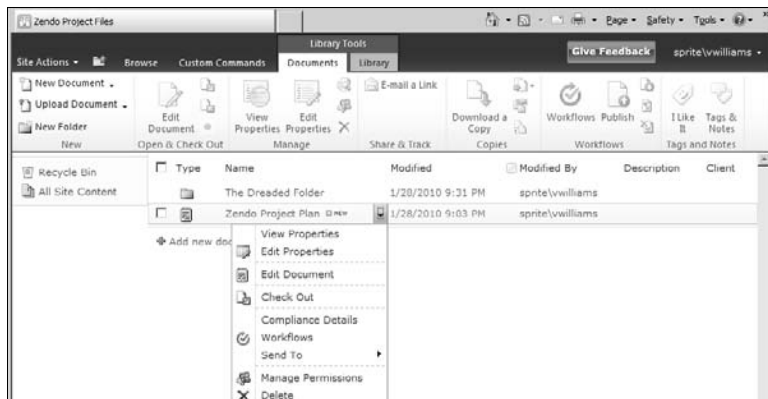 Zendo Project Files
Page Safety Tools
Library Tools
Site Actions Browse Custom Commands Documents Library Give Feedback sprite\vwilliams
New Document
Upload Document
New Folder
Edit Document
View Properties
Edit Properties
E-mail a Link
Download a Copy
Workflows Publish
I Like It
Tags & Notes
New Open & Check Out Manage Share & Track Copies Workflows Tags and Notes
Recycle Bin
All Site Content
Type Name Modified Modified By Description Client
The Dreaded Folder 1/28/2010 9:31 PM sprite\vwilliams
Zendo Project Plan NEW 1/28/2010 9:03 PM sprite\vwilliams
Add new doc
View Properties
Edit Properties
Edit Document
Check Out
Compliance Details
Workflows
Send To
Manage Permissions
Delete